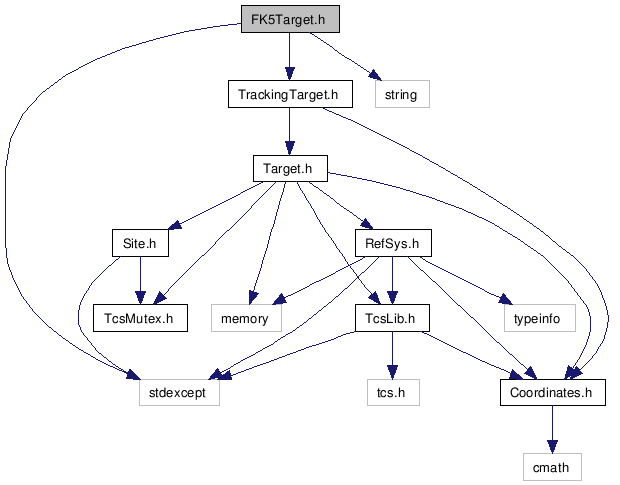 FK5Target.h
TrackingTarget.h
string
Target.h
Site.h
RefSys.h
TcsMutex.h
memory
TcsLib.h
typeinfo
stdexcept
tcs.h
Coordinates.h
cmath